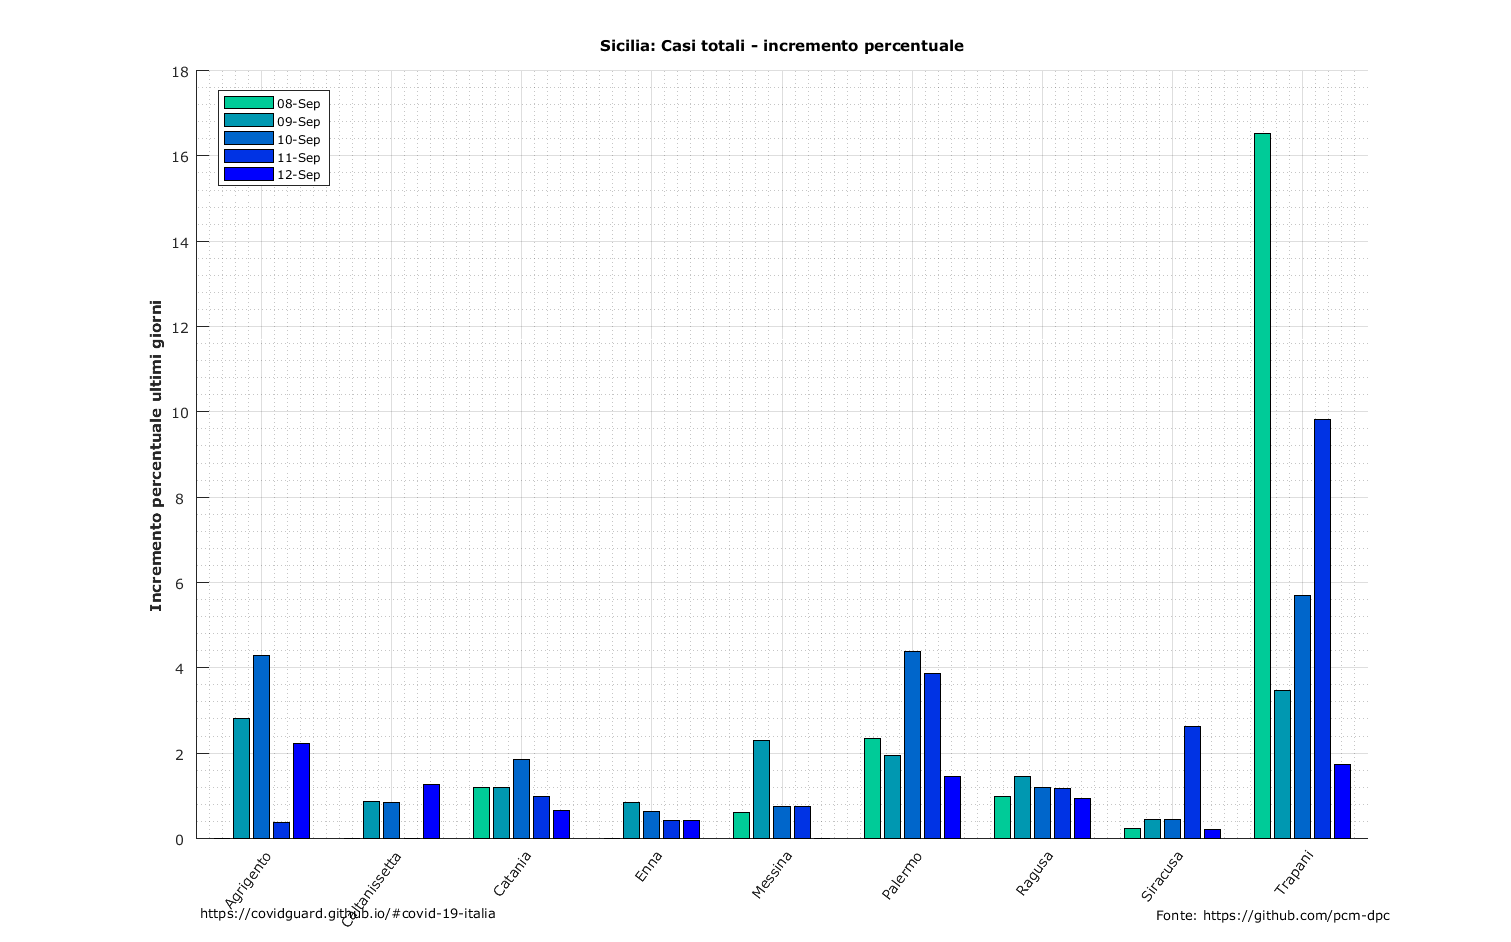 Sicilia: Casi totali - incremento percentuale
18
16
14
12
10
8
6
4
2
0
Incremento percentuale ultimi giorni
08-Sep
09-Sep
10-Sep
11-Sep
12-Sep
Agrigento
Caltanissetta
Catania
Enna
Messina
Palermo
Ragusa
Siracusa
Trapani
https://covidguard.github.io/#covid-19-italia
Fonte: https://github.com/pcm-dpc